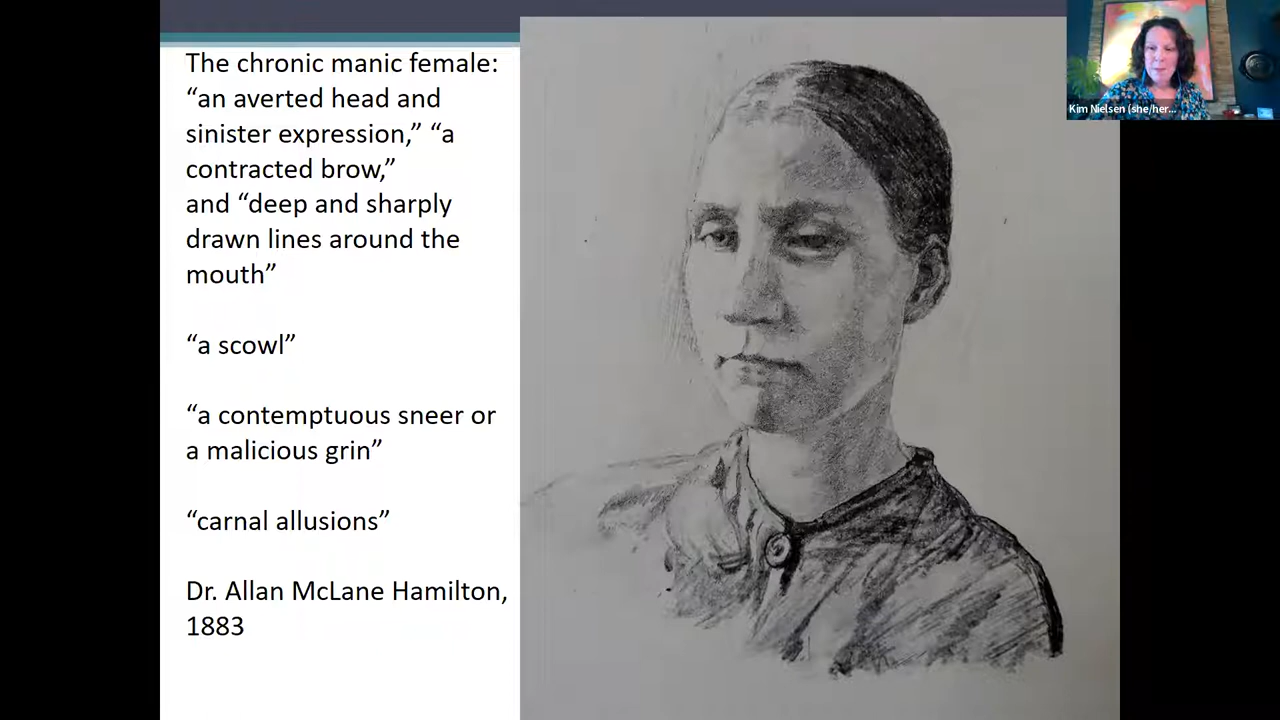 The chronic manic female:
“an averted head and
sinister expression,” “a
contracted brow,”
and “deep and sharply
drawn lines around the
mouth”
“a scowl”
“a contemptuous sneer or
a malicious grin”
“carnal allusions”
Dr. Allan McLane Hamilton,
1883
Kim Nielsen (she/her...